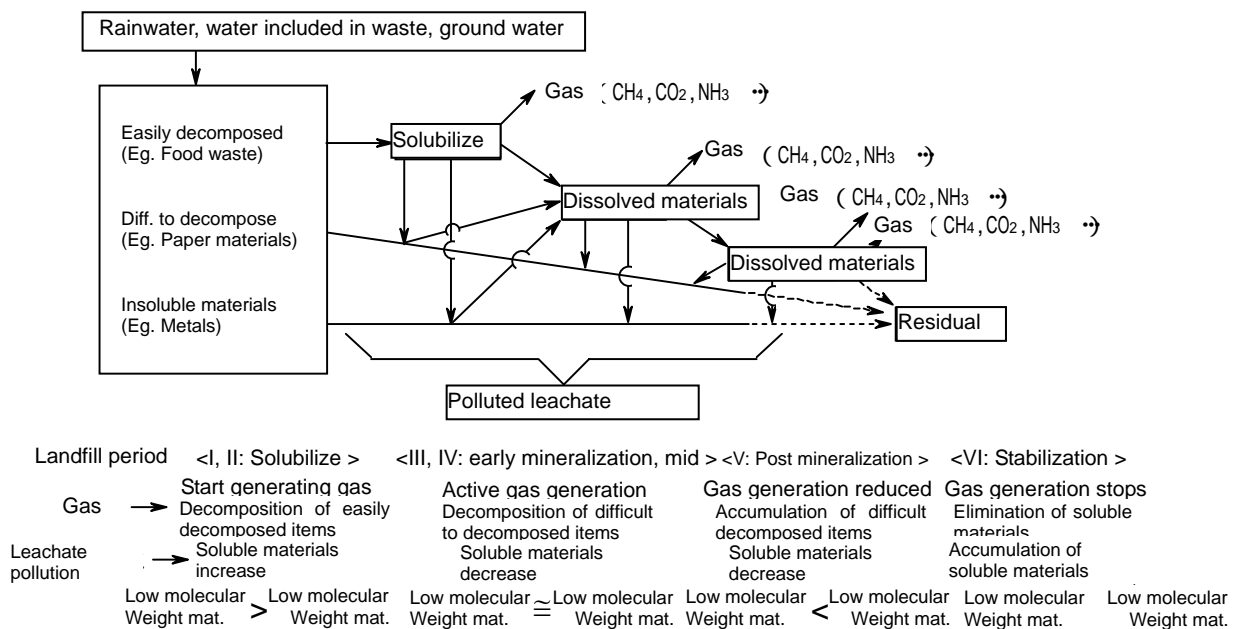 Rainwater, water included in waste, ground water
Gas ( CH4,CO2,NH3 …)
Easily decomposed
(Eg. Food waste)
Solubilize
Gas ( CH4,CO2,NH3 …)
Diff. to decompose
(Eg. Paper materials)
Dissolved materials
Gas ( CH4,CO2,NH3 …)
Gas ( CH4,CO2,NH3 …)
Dissolved materials
Insoluble materials
(Eg. Metals)
Residual
Polluted leachate
Landfill period <I, II: Solubilize > <III, IV: early mineralization, mid > <V: Post mineralization > <VI: Stabilization >
Gas Start generating gas Active gas generation Gas generation reduced Gas generation stops
Decomposition of easily Decomposition of difficult Accumulation of difficult Elimination of soluble
decomposed items to decomposed items decomposed items materials
Leachate Soluble materials Soluble materials Soluble materials Accumulation of
pollution increase decrease decrease soluble materials
Low molecular > Low molecular Low molecular ≅ Low molecular Low molecular < Low molecular Low molecular Low molecular
Weight mat. Weight mat. Weight mat. Weight mat. Weight mat. Weight mat. Weight mat. Weight mat.